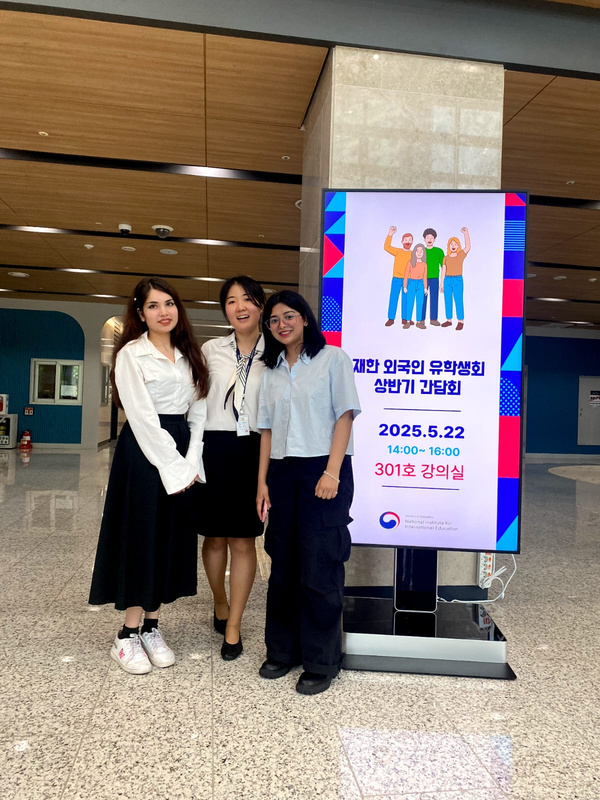 재한 외국인 유학생회
상반기 간담회
2025.5.22
14:00~ 16:00
301호 강의실
National Institute for
International Education